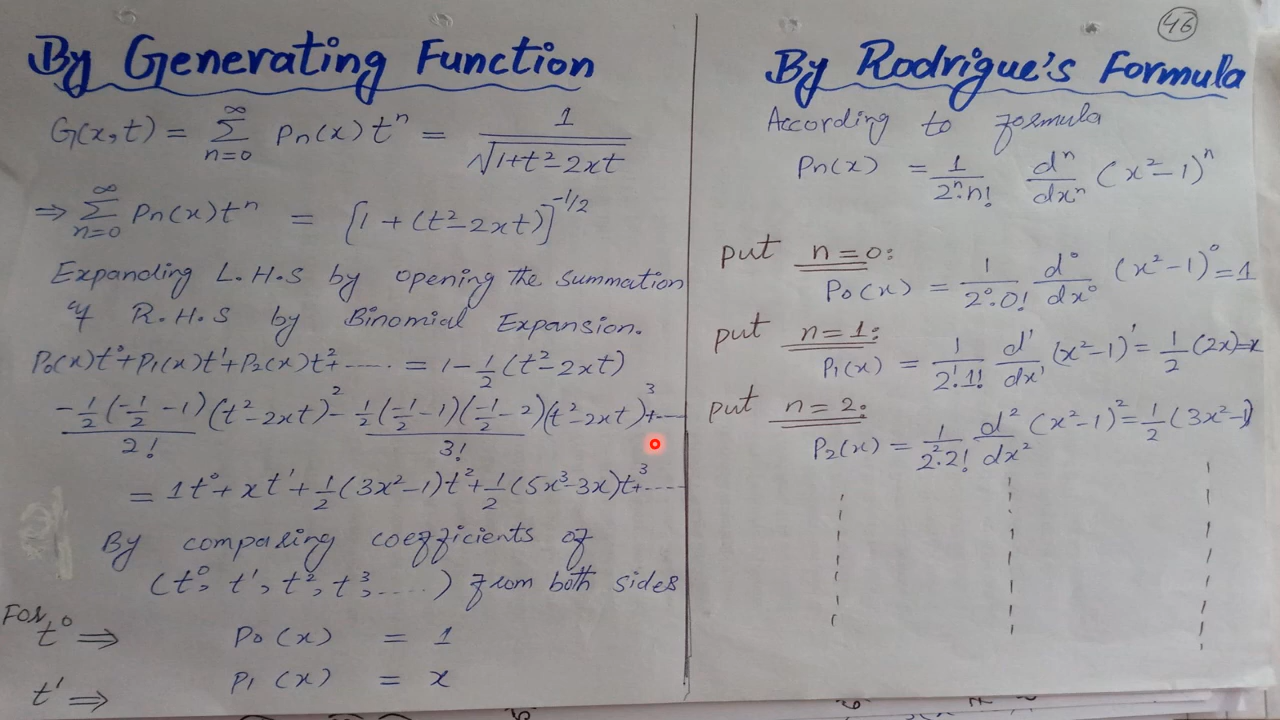 By Generating Function
G(x,t) = ∞ Σ n=0 Pn(x) tⁿ = 1 / √1+t²-2xt
⇒ ∞ Σ n=0 Pn(x) tⁿ = [1 + (t²-2xt)]^-1/2
Expanding L.H.S by opening the summation
& R.H.S by Binomial Expansion.
P₀(x)t⁰+P₁(x)t¹+P₂(x)t²+----- = 1-1/2(t²-2xt)
-1/2(-1/2-1)/2! (t²-2xt)² - 1/2(-1/2-1)(-1/2-2)/3! (t²-2xt)³+---
= 1t⁰+xt¹+1/2(3x²-1)t²+1/2(5x³-3x)t³+----
By comparing coefficients of
(t⁰, t¹, t², t³, .....) from both sides
For
t⁰ ⇒ P₀(x) = 1
t¹ ⇒ P₁(x) = x
46
By Rodrigue's Formula
According to formula
Pn(x) = 1/2ⁿ.n! dⁿ/dxⁿ (x²-1)ⁿ
put n=0:
P₀(x) = 1/2⁰.0! d⁰/dx⁰ (x²-1)⁰=1
put n=1:
P₁(x) = 1/2¹.1! d¹/dx¹ (x²-1)¹=1/2(2x)=x
put n=2:
P₂(x) = 1/2².2! d²/dx² (x²-1)²=1/2(3x²-1)